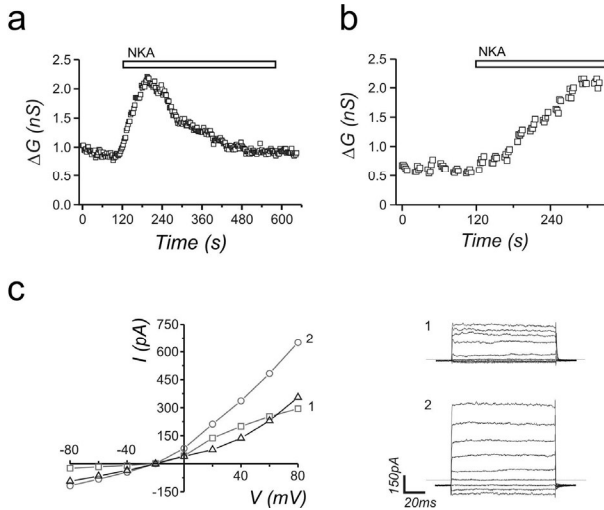 a
NKA
2.5
2.0
1.5
1.0
0.5
0.0
ΔG (nS)
0 120 240 360 480 600
Time (s)
b
NKA
2.5
2.0
1.5
1.0
0.5
0.0
ΔG (nS)
0 120 240
Time (s)
c
750
600
450
300
150
-150
I (pA)
-80 -40 40 80
V (mV)
2
1
1
2
150pA
20ms